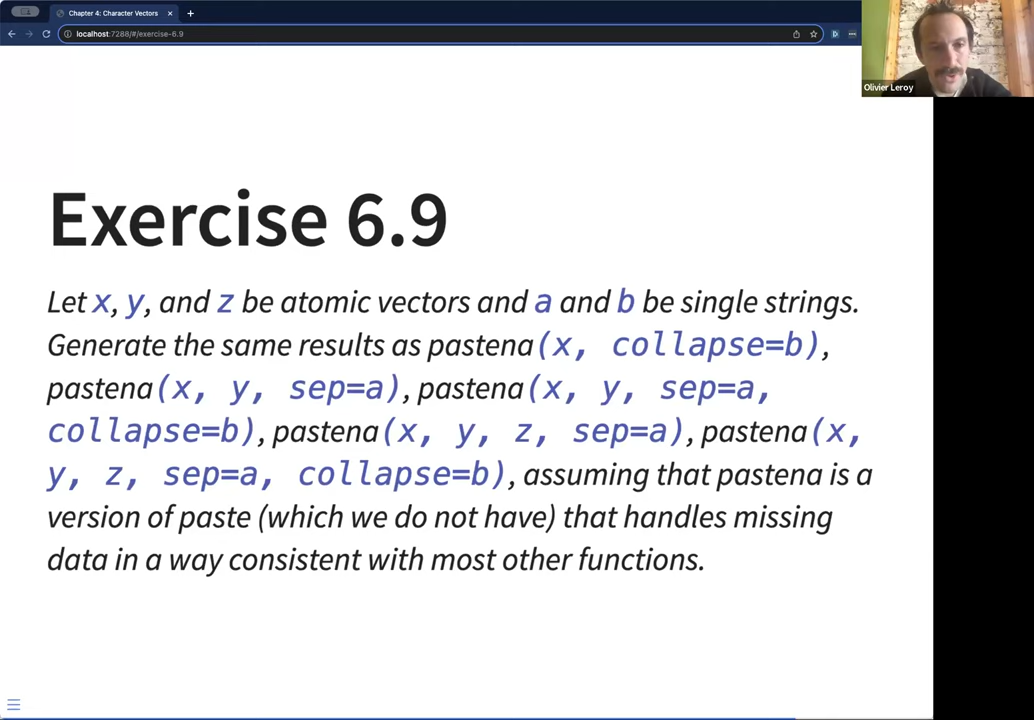 Chapter 4: Character Vectors
localhost:7288/#/exercise-6.9
Olivier Leroy
Exercise 6.9
Let x, y, and z be atomic vectors and a and b be single strings.
Generate the same results as pastena(x, collapse=b),
pastena(x, y, sep=a), pastena(x, y, sep=a,
collapse=b), pastena(x, y, z, sep=a), pastena(x,
y, z, sep=a, collapse=b), assuming that pastena is a
version of paste (which we do not have) that handles missing
data in a way consistent with most other functions.